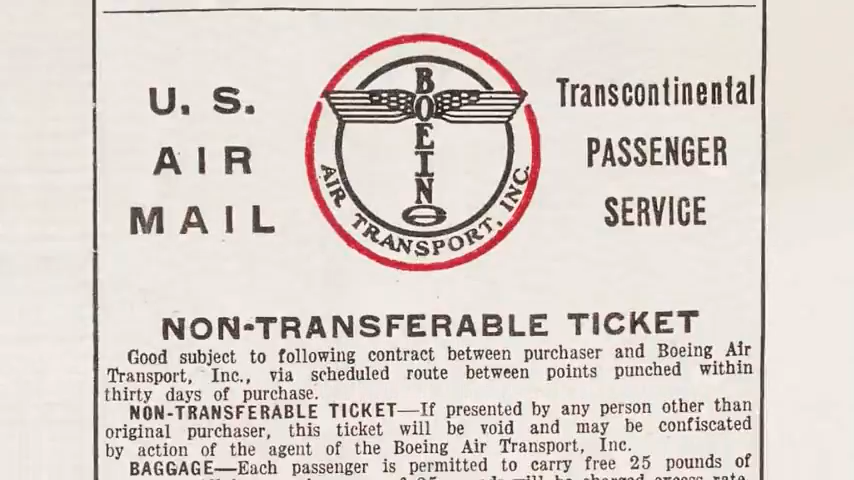 U. S.
AIR
MAIL
BOEING
AIR TRANSPORT, INC.
Transcontinental
PASSENGER
SERVICE
NON-TRANSFERABLE TICKET
Good subject to following contract between purchaser and Boeing Air
Transport, Inc., via scheduled route between points punched within
thirty days of purchase.
NON-TRANSFERABLE TICKET—If presented by any person other than
original purchaser, this ticket will be void and may be confiscated
by action of the agent of the Boeing Air Transport, Inc.
BAGGAGE—Each passenger is permitted to carry free 25 pounds of